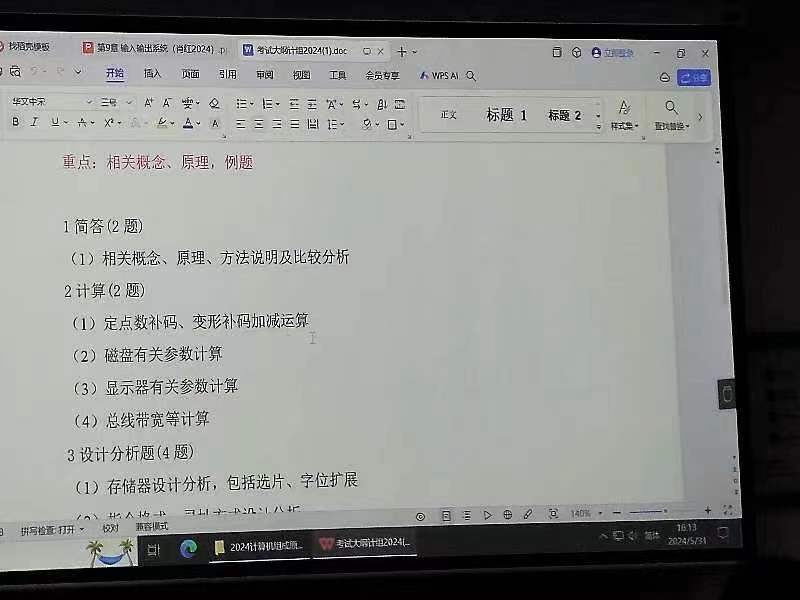 找稻壳模板
第9章 输入输出系统（肖红2024）
考试大纲计组2024(1).doc
立即登录
开始 插入 页面 引用 审阅 视图 工具 会员专享 WPS AI
分享
华文中宋 三号
正文 标题 1 标题 2 样式集 查找替换
重点：相关概念、原理，例题
1 简答(2 题)
（1）相关概念、原理、方法说明及比较分析
2 计算(2 题)
（1）定点数补码、变形补码加减运算
（2）磁盘有关参数计算
（3）显示器有关参数计算
（4）总线带宽等计算
3 设计分析题(4 题)
（1）存储器设计分析，包括选片、字位扩展
拼写检查: 打开 校对 兼容模式 140%
2024计算机组成原... 考试大纲计组2024(...
简体
16:13
2024/5/31